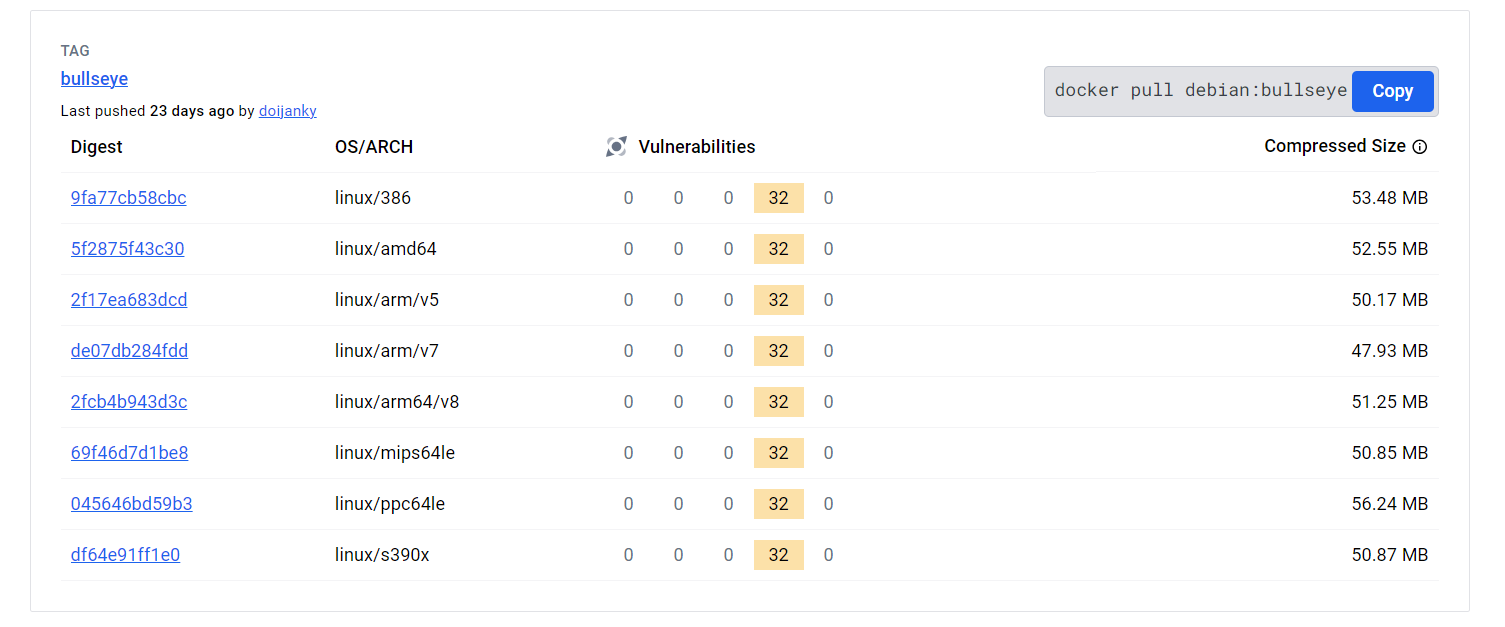 TAG
bullseye
Last pushed 23 days ago by doijanky
docker pull debian:bullseye Copy
Digest OS/ARCH Vulnerabilities Compressed Size
9fa77cb58cbc linux/386 0 0 0 32 0 53.48 MB
5f2875f43c30 linux/amd64 0 0 0 32 0 52.55 MB
2f17ea683dcd linux/arm/v5 0 0 0 32 0 50.17 MB
de07db284fdd linux/arm/v7 0 0 0 32 0 47.93 MB
2fcb4b943d3c linux/arm64/v8 0 0 0 32 0 51.25 MB
69f46d7d1be8 linux/mips64le 0 0 0 32 0 50.85 MB
045646bd59b3 linux/ppc64le 0 0 0 32 0 56.24 MB
df64e91ff1e0 linux/s390x 0 0 0 32 0 50.87 MB